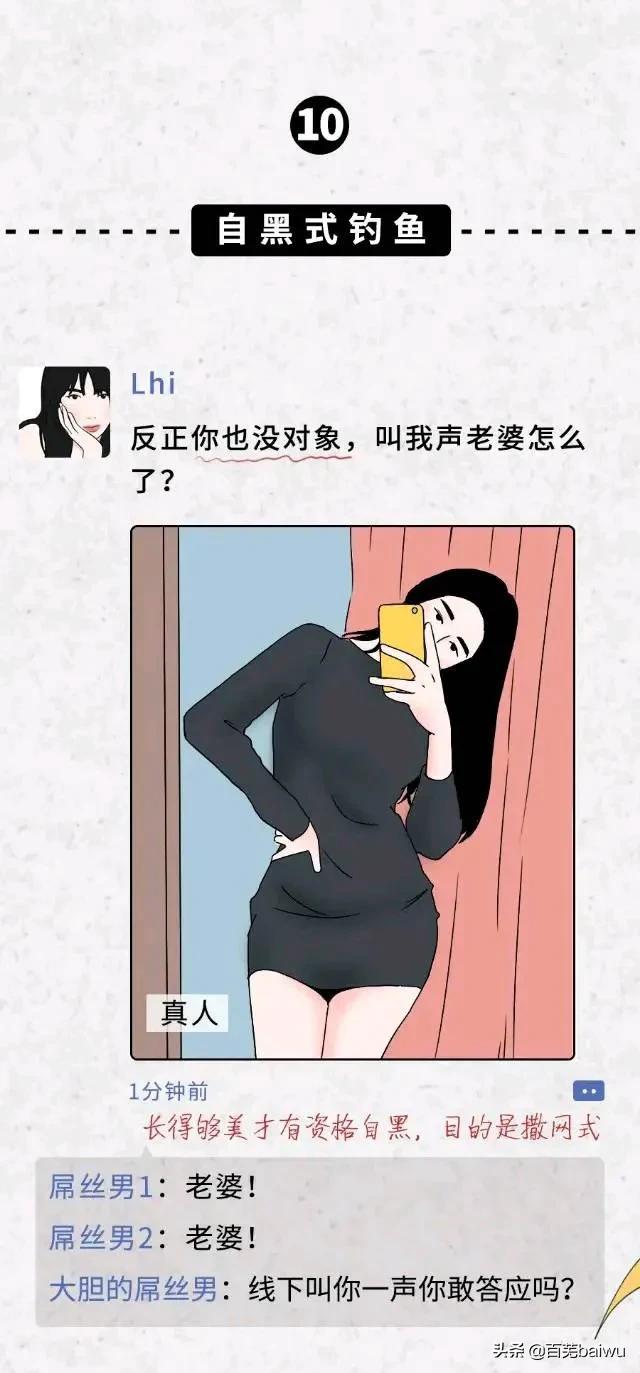 10
自黑式钓鱼
Lhi
反正你也没对象，叫我声老婆怎么
了？
真人
1分钟前
长得够美才有资格自黑，目的是撒网式
屌丝男1：老婆！
屌丝男2：老婆！
大胆的屌丝男：线下叫你一声你敢答应吗？
头条 @百芜baiwu